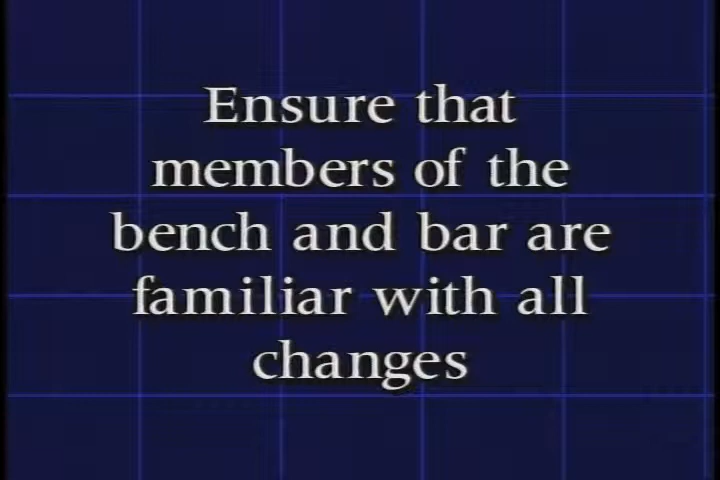 Ensure that
members of the
bench and bar are
familiar with all
changes